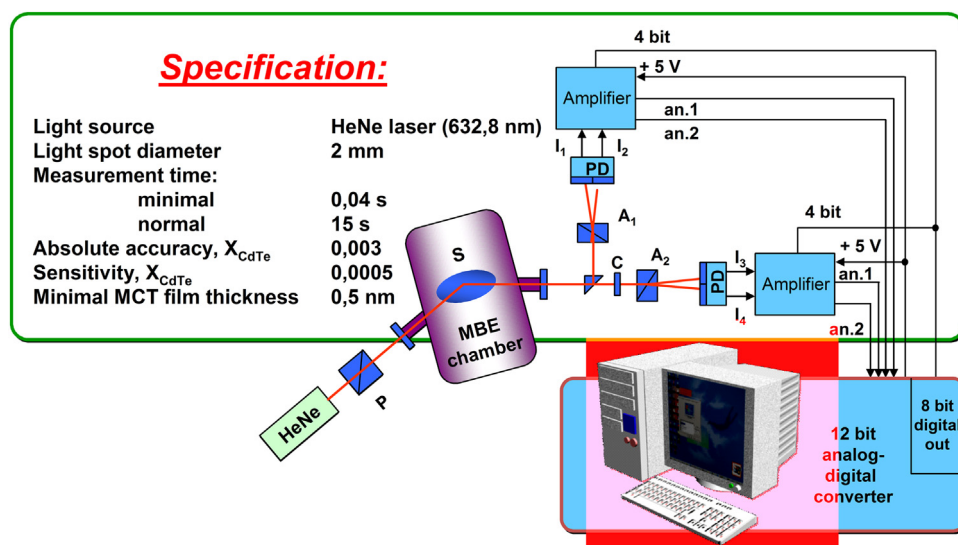 Specification:
Light source HeNe laser (632,8 nm)
Light spot diameter 2 mm
Measurement time:
minimal 0,04 s
normal 15 s
Absolute accuracy, X_CdTe 0,003
Sensitivity, X_CdTe 0,0005
Minimal MCT film thickness 0,5 nm
4 bit
+ 5 V
Amplifier
an.1
an.2
I₁ I₂
PD
A₁
S
C A₂
4 bit
+ 5 V
I₃
an.1
PD
Amplifier
I₄
an.2
MBE
chamber
P
HeNe
8 bit
digital
out
12 bit
analog-
digital
converter